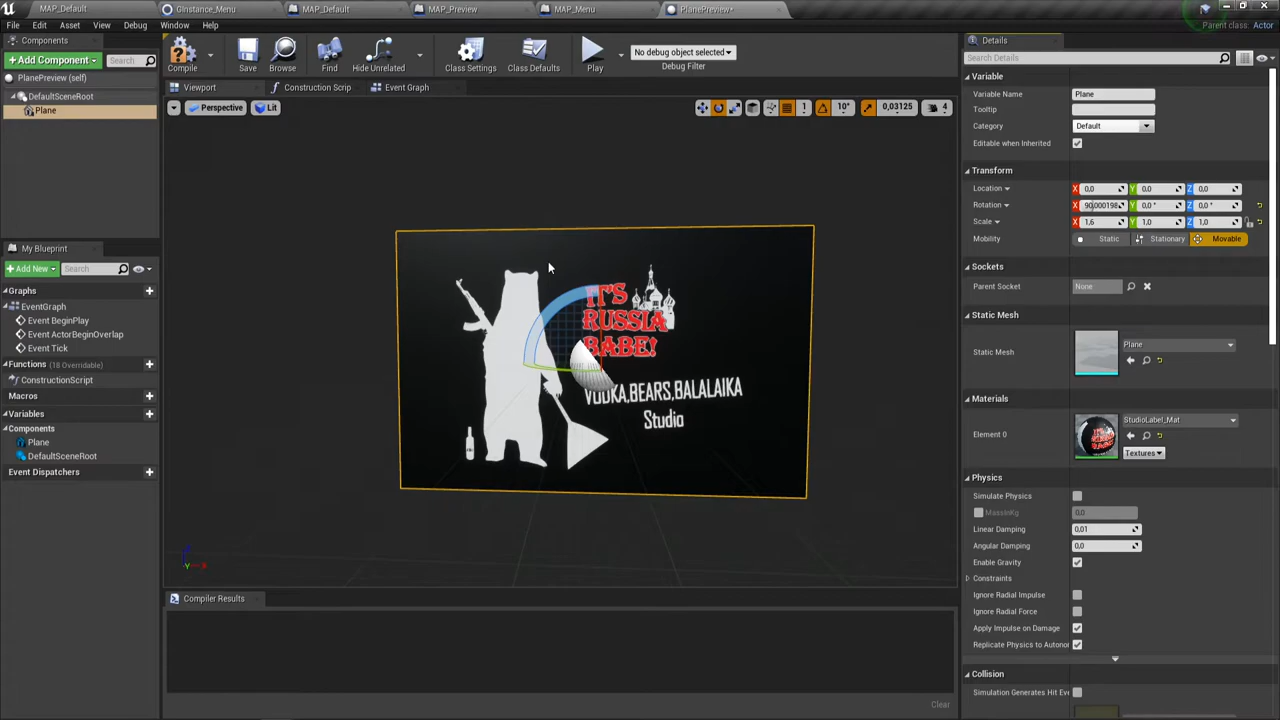 MAP_Default
GInstance_Menu
MAP_Default
MAP_Preview
MAP_Menu
PlanePreview*
File Edit Asset View Debug Window Help
Parent class: Actor
Components
+ Add Component
Search
PlanePreview (self)
DefaultSceneRoot
Plane
Compile
Save
Browse
Find
Hide Unrelated
Class Settings
Class Defaults
Play
No debug object selected
Debug Filter
Viewport
Construction Scrip
Event Graph
Perspective
Lit
1
10°
0,03125
4
IT'S
RUSSIA
BABE!
VODKA,BEARS,BALALAIKA
Studio
My Blueprint
+ Add New
Search
Graphs
EventGraph
Event BeginPlay
Event ActorBeginOverlap
Event Tick
Functions (18 Overridable)
ConstructionScript
Macros
Variables
Components
Plane
DefaultSceneRoot
Event Dispatchers
Compiler Results
Clear
Details
Search Details
Variable
Variable Name Plane
Tooltip
Category Default
Editable when Inherited
Transform
Location X 0,0 Y 0,0 Z 0,0
Rotation X 90,000198 Y 0,0 ° Z 0,0 °
Scale X 1,6 Y 1,0 Z 1,0
Mobility Static Stationary Movable
Sockets
Parent Socket None
Static Mesh
Static Mesh Plane
Materials
Element 0 StudioLabel_Mat
Textures
Physics
Simulate Physics
MassInKg 0,0
Linear Damping 0,01
Angular Damping 0,0
Enable Gravity
Constraints
Ignore Radial Impulse
Ignore Radial Force
Apply Impulse on Damage
Replicate Physics to Autonor
Collision
Simulation Generates Hit Eve